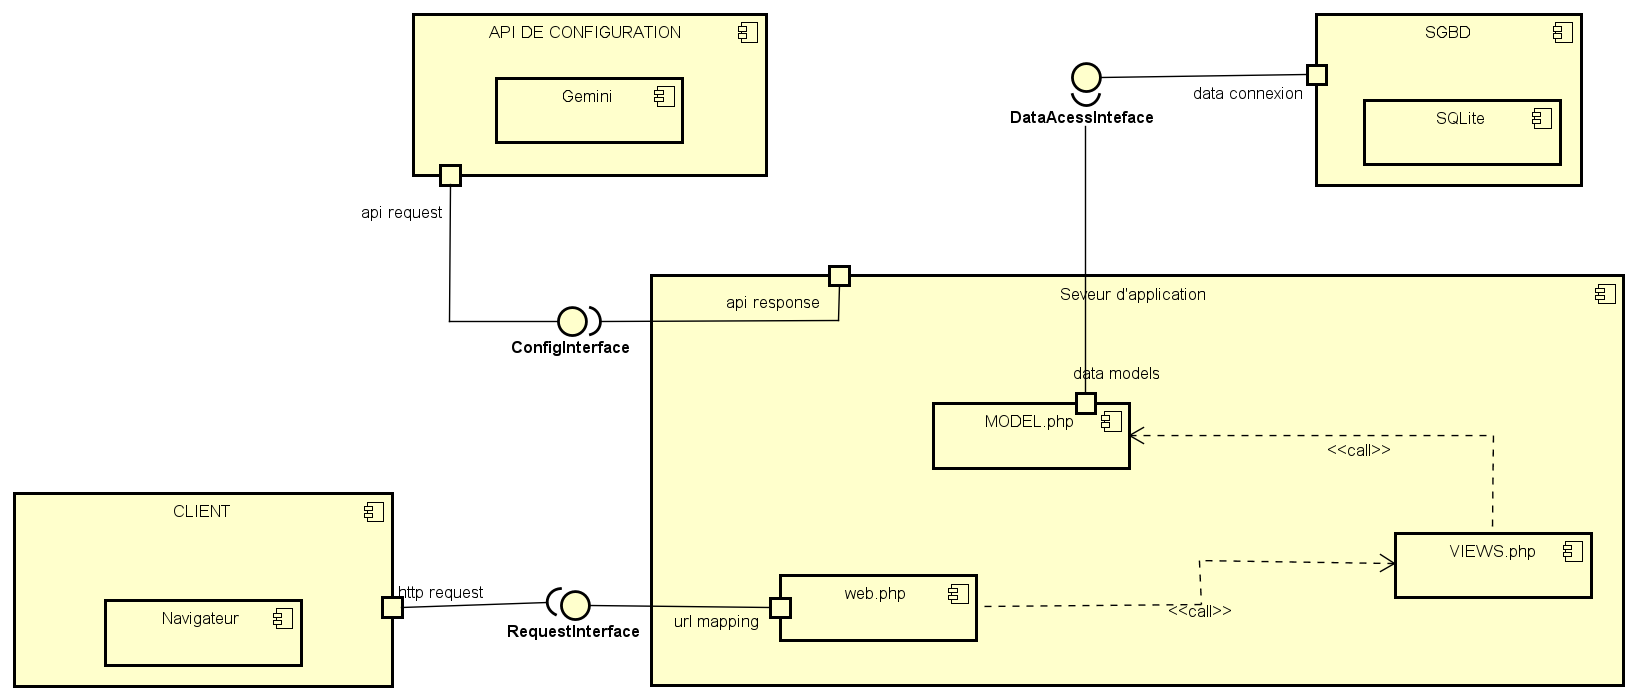 API DE CONFIGURATION
Gemini
api request
ConfigInterface
api response
SGBD
SQLite
data connexion
DataAcessInteface
Seveur d'application
data models
MODEL.php
<<call>>
VIEWS.php
<<call>>
web.php
url mapping
CLIENT
Navigateur
http request
RequestInterface